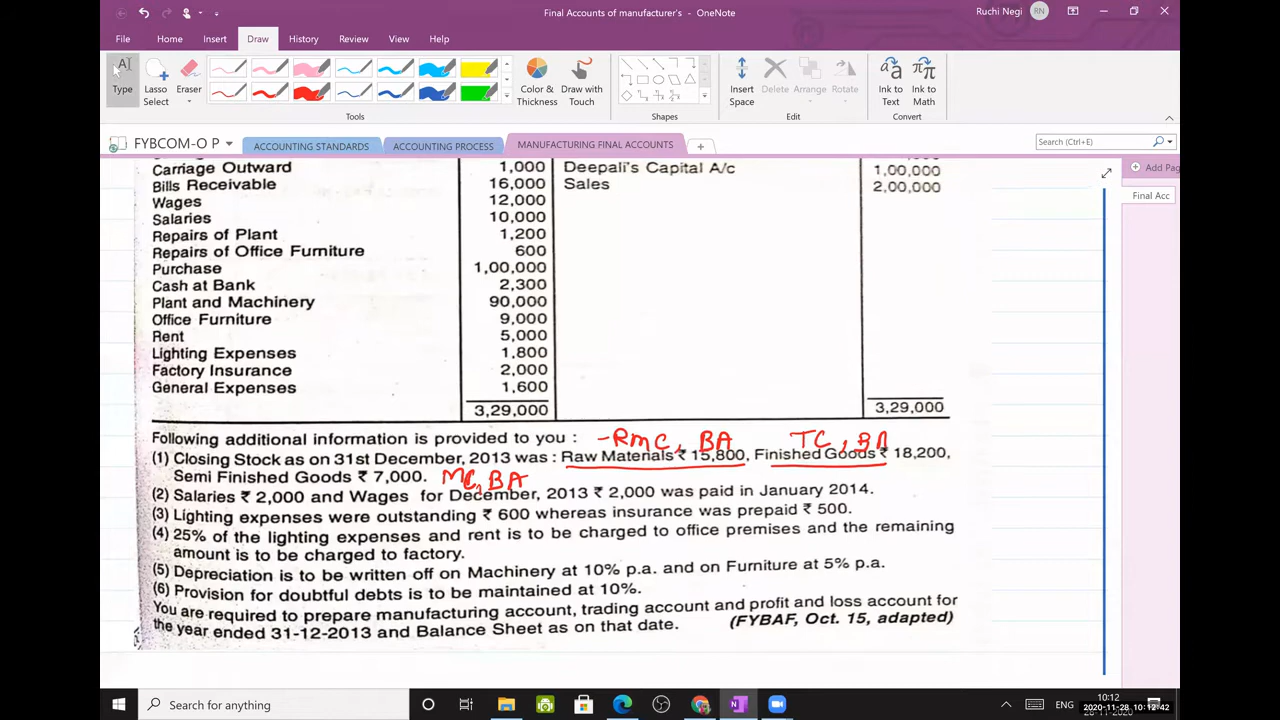 Final Accounts of manufacturer's - OneNote
Ruchi Negi RN
File Home Insert Draw History Review View Help
Type
Lasso Select
Eraser
Color & Thickness
Draw with Touch
Insert Space
Delete
Arrange
Rotate
Ink to Text
Ink to Math
Tools
Shapes
Edit
Convert
FYBCOM-O P
ACCOUNTING STANDARDS
ACCOUNTING PROCESS
MANUFACTURING FINAL ACCOUNTS
Search (Ctrl+E)
Add Pag
Final Acc
Carriage Outward 1,000 Deepali's Capital A/c 1,00,000
Bills Receivable 16,000 Sales 2,00,000
Wages 12,000
Salaries 10,000
Repairs of Plant 1,200
Repairs of Office Furniture 600
Purchase 1,00,000
Cash at Bank 2,300
Plant and Machinery 90,000
Office Furniture 9,000
Rent 5,000
Lighting Expenses 1,800
Factory Insurance 2,000
General Expenses 1,600
3,29,000 3,29,000
Following additional information is provided to you : -RMC, BA TC, BA
(1) Closing Stock as on 31st December, 2013 was : Raw Materials ₹ 15,800, Finished Goods ₹ 18,200,
Semi Finished Goods ₹ 7,000. MC, BA
(2) Salaries ₹ 2,000 and Wages for December, 2013 ₹ 2,000 was paid in January 2014.
(3) Lighting expenses were outstanding ₹ 600 whereas insurance was prepaid ₹ 500.
(4) 25% of the lighting expenses and rent is to be charged to office premises and the remaining
amount is to be charged to factory.
(5) Depreciation is to be written off on Machinery at 10% p.a. and on Furniture at 5% p.a.
(6) Provision for doubtful debts is to be maintained at 10%.
You are required to prepare manufacturing account, trading account and profit and loss account for
the year ended 31-12-2013 and Balance Sheet as on that date. (FYBAF, Oct. 15, adapted)
Type here to search
ENG
10:12
2020-11-28 10:12:42